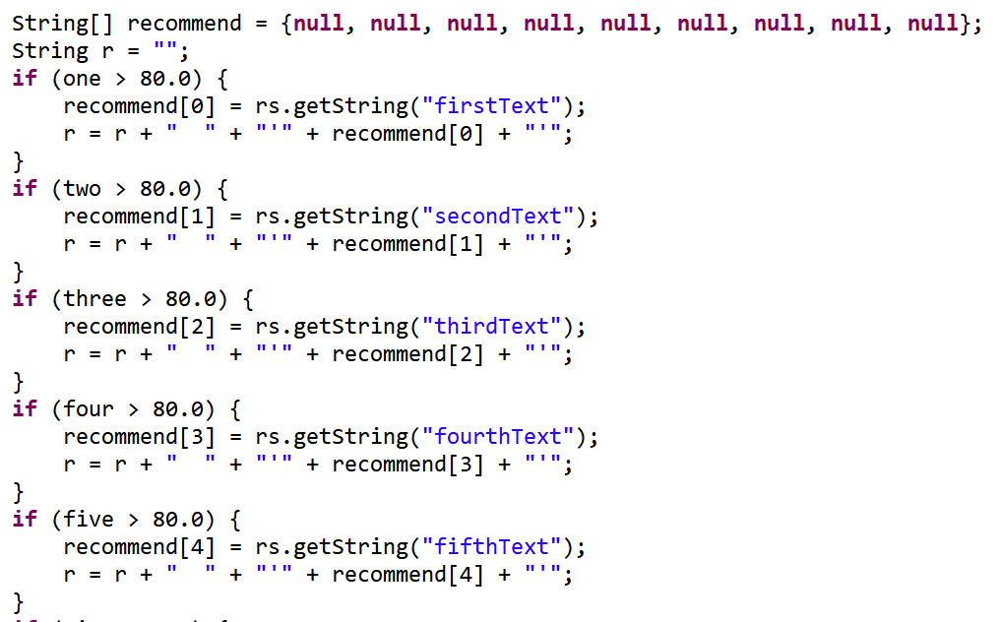 String[] recommend = {null, null, null, null, null, null, null, null, null};
String r = "";
if (one > 80.0) {
    recommend[0] = rs.getString("firstText");
    r = r + "  " + "'" + recommend[0] + "'";
}
if (two > 80.0) {
    recommend[1] = rs.getString("secondText");
    r = r + "  " + "'" + recommend[1] + "'";
}
if (three > 80.0) {
    recommend[2] = rs.getString("thirdText");
    r = r + "  " + "'" + recommend[2] + "'";
}
if (four > 80.0) {
    recommend[3] = rs.getString("fourthText");
    r = r + "  " + "'" + recommend[3] + "'";
}
if (five > 80.0) {
    recommend[4] = rs.getString("fifthText");
    r = r + "  " + "'" + recommend[4] + "'";
}